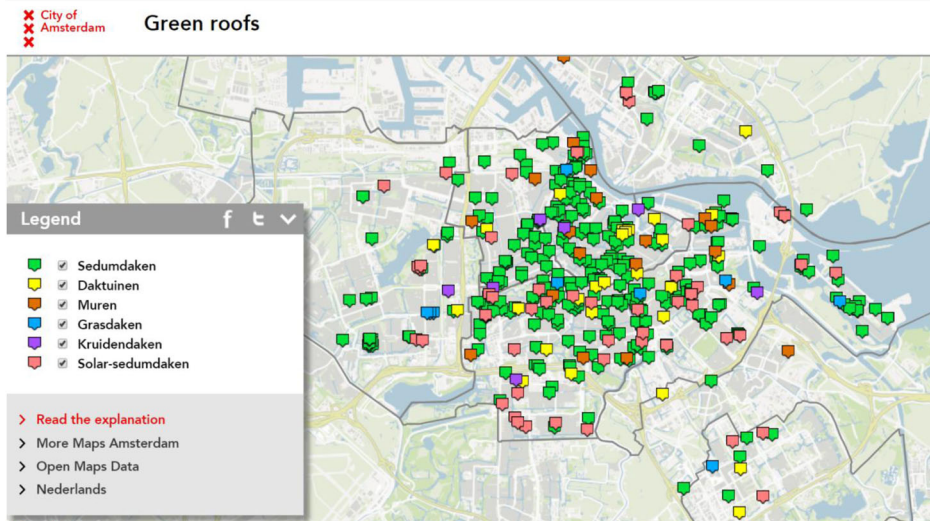 City of
Amsterdam
Green roofs
Legend
Sedumdaken
Daktuinen
Muren
Grasdaken
Kruidendaken
Solar-sedumdaken
Read the explanation
More Maps Amsterdam
Open Maps Data
Nederlands